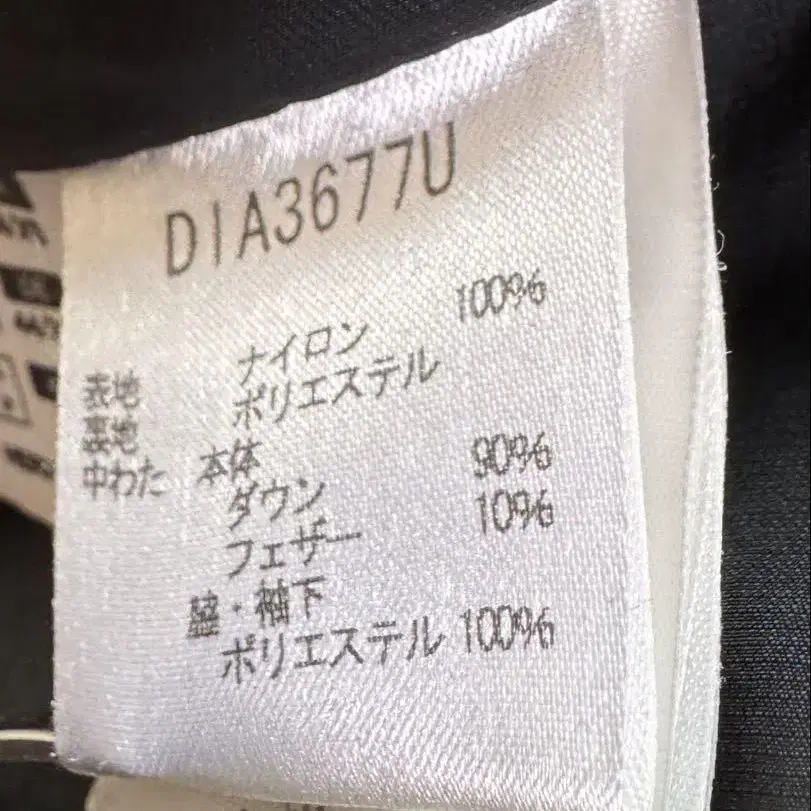 DIA3677U
表地 ナイロン 100%
裏地 ポリエステル
中わた 本体
ダウン 90%
フェザー 10%
脇・袖下
ポリエステル 100%